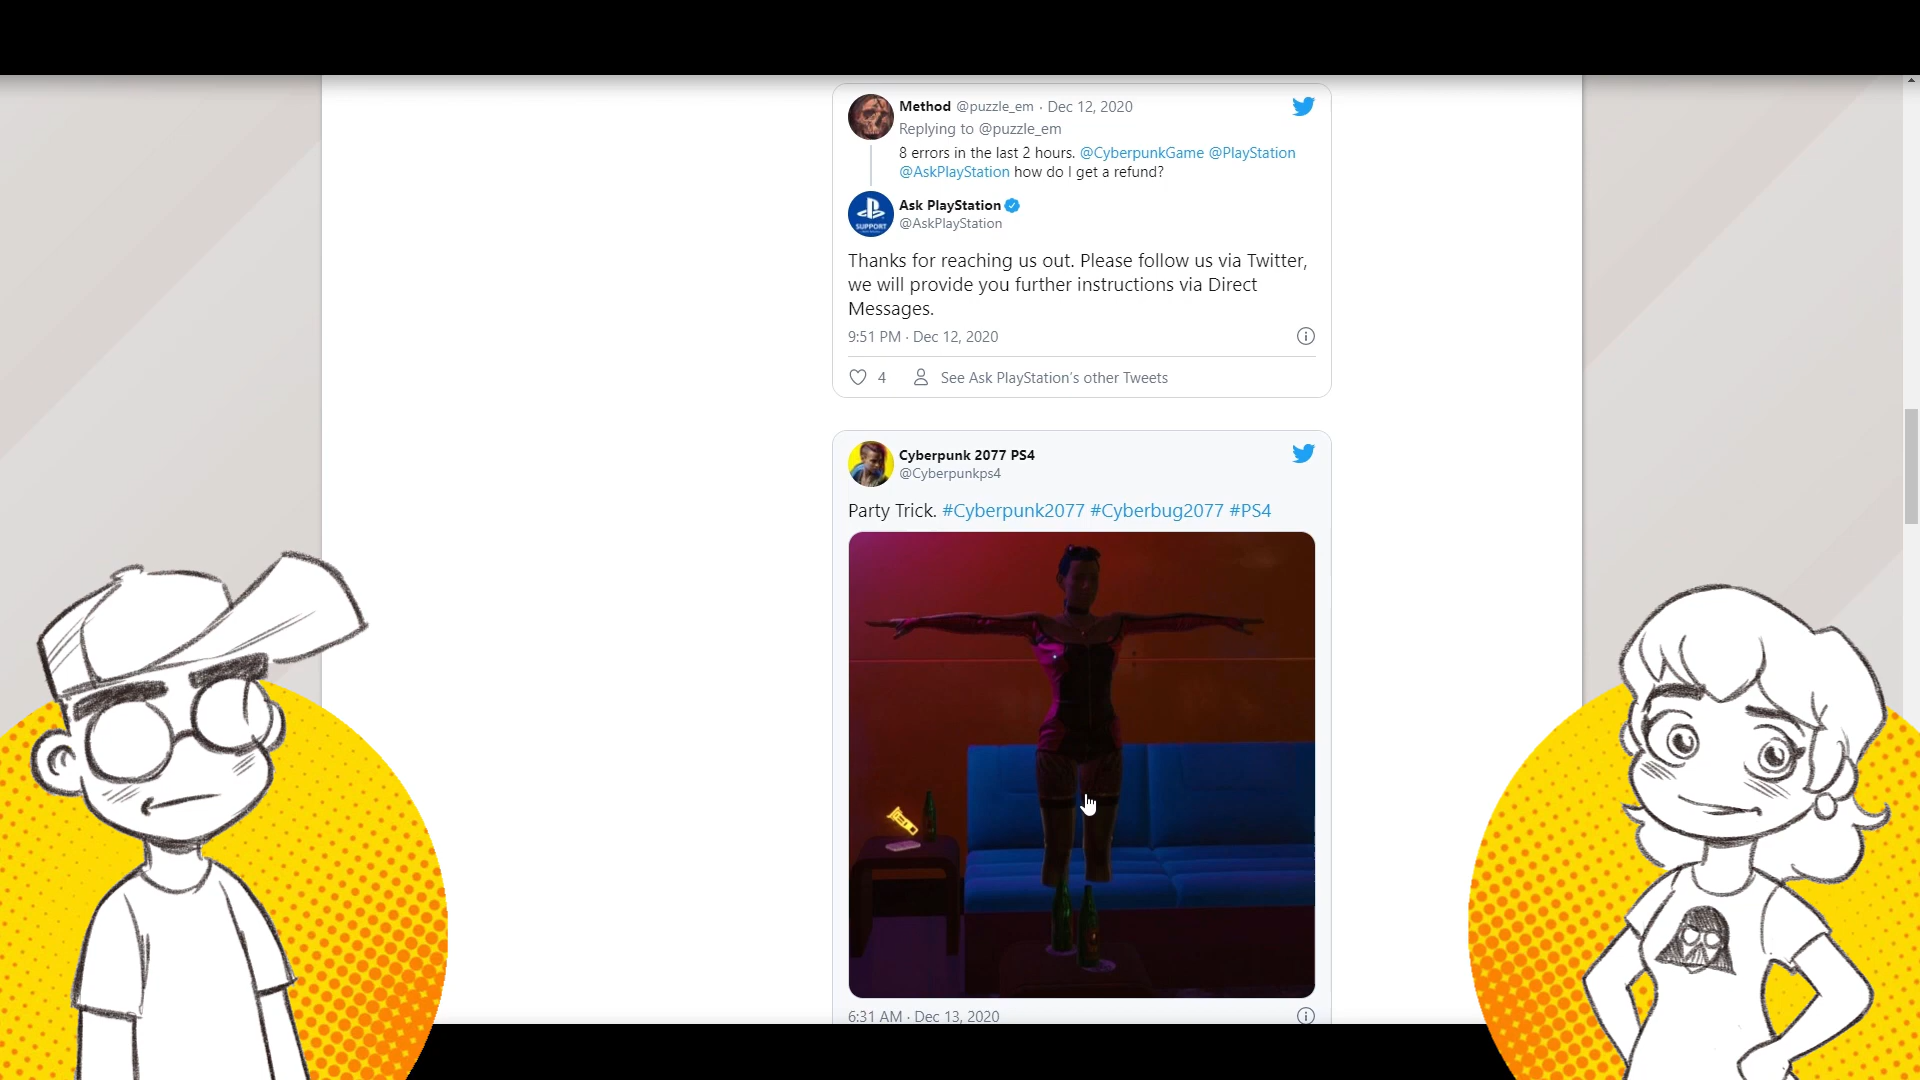 Method @puzzle_em · Dec 12, 2020
Replying to @puzzle_em
8 errors in the last 2 hours. @CyberpunkGame @PlayStation
@AskPlayStation how do I get a refund?
SUPPORT
Ask PlayStation
@AskPlayStation
Thanks for reaching us out. Please follow us via Twitter,
we will provide you further instructions via Direct
Messages.
9:51 PM · Dec 12, 2020
4 See Ask PlayStation's other Tweets
Cyberpunk 2077 PS4
@Cyberpunkps4
Party Trick. #Cyberpunk2077 #Cyberbug2077 #PS4
6:31 AM · Dec 13, 2020